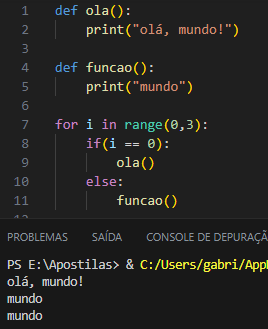 1 def ola():
2     print("olá, mundo!")
3
4 def funcao():
5     print("mundo")
6
7 for i in range(0,3):
8     if(i == 0):
9         ola()
10     else:
11         funcao()
PROBLEMAS SAÍDA CONSOLE DE DEPURAÇÃ
PS E:\Apostilas> & C:/Users/gabri/App
olá, mundo!
mundo
mundo